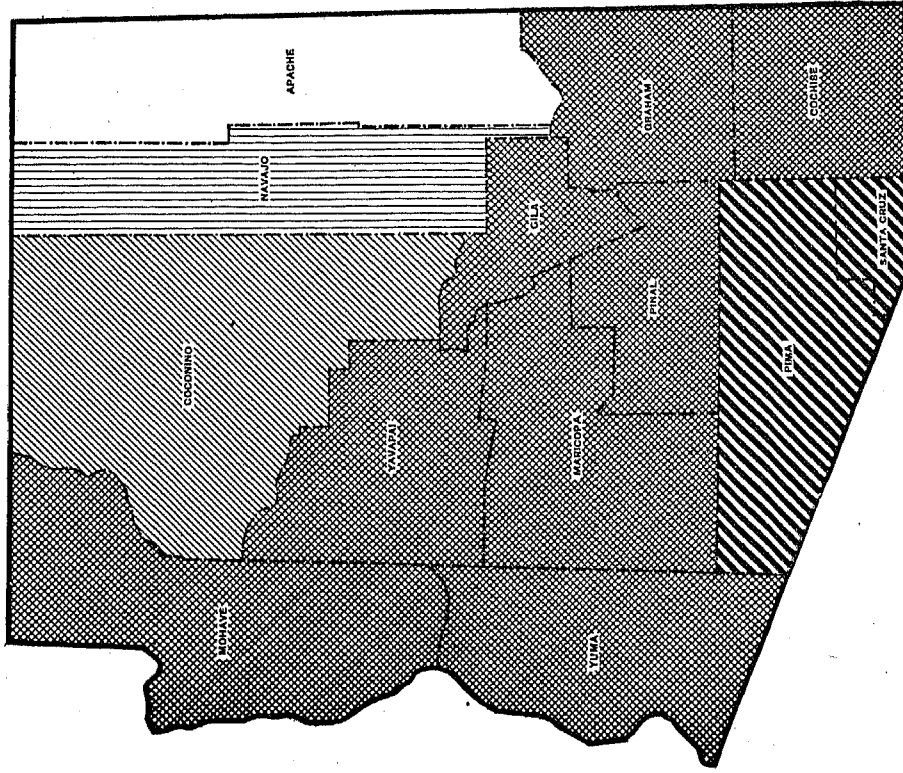 APACHE
NAVAJO
COCONINO
MOHAVE
YAVAPAI
GILA
GRAHAM
COCHISE
MARICOPA
PINAL
PIMA
SANTA CRUZ
YUMA